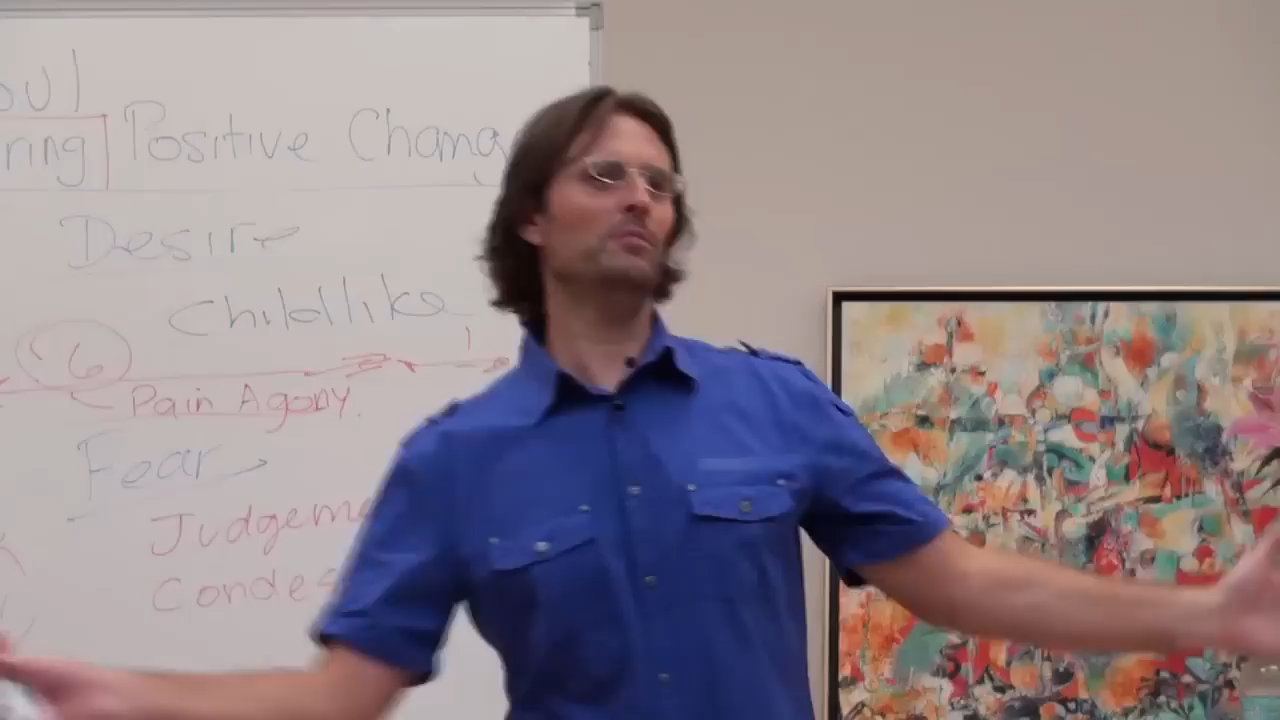 oul
ring Positive Chang
Desire
Childlike
6
Pain Agony.
Fear
Judgeme
Condes